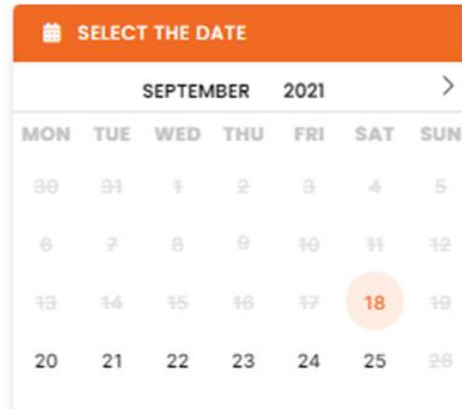 SELECT THE DATE
SEPTEMBER 2021
MON TUE WED THU FRI SAT SUN
30 31 1 2 3 4 5
6 7 8 9 10 11 12
13 14 15 16 17 18 19
20 21 22 23 24 25 26